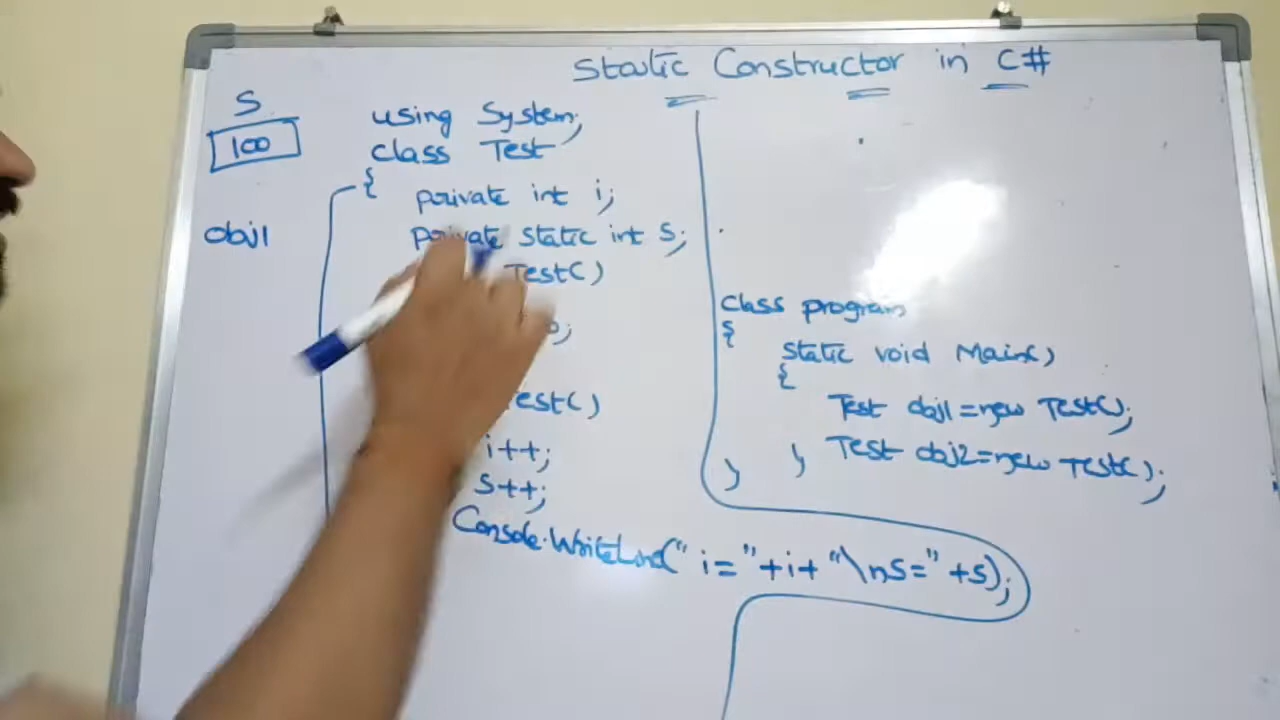 Static Constructor in C#
S
100
obj1
using System;
class Test
{
private int i;
private static int s;
Test()
;
Test()
i++;
s++;
Console.WriteLine("i="+i+"\ns="+s);
class program
{
static void Main()
{
Test obj1=new Test();
Test obj2=new Test();
}
}